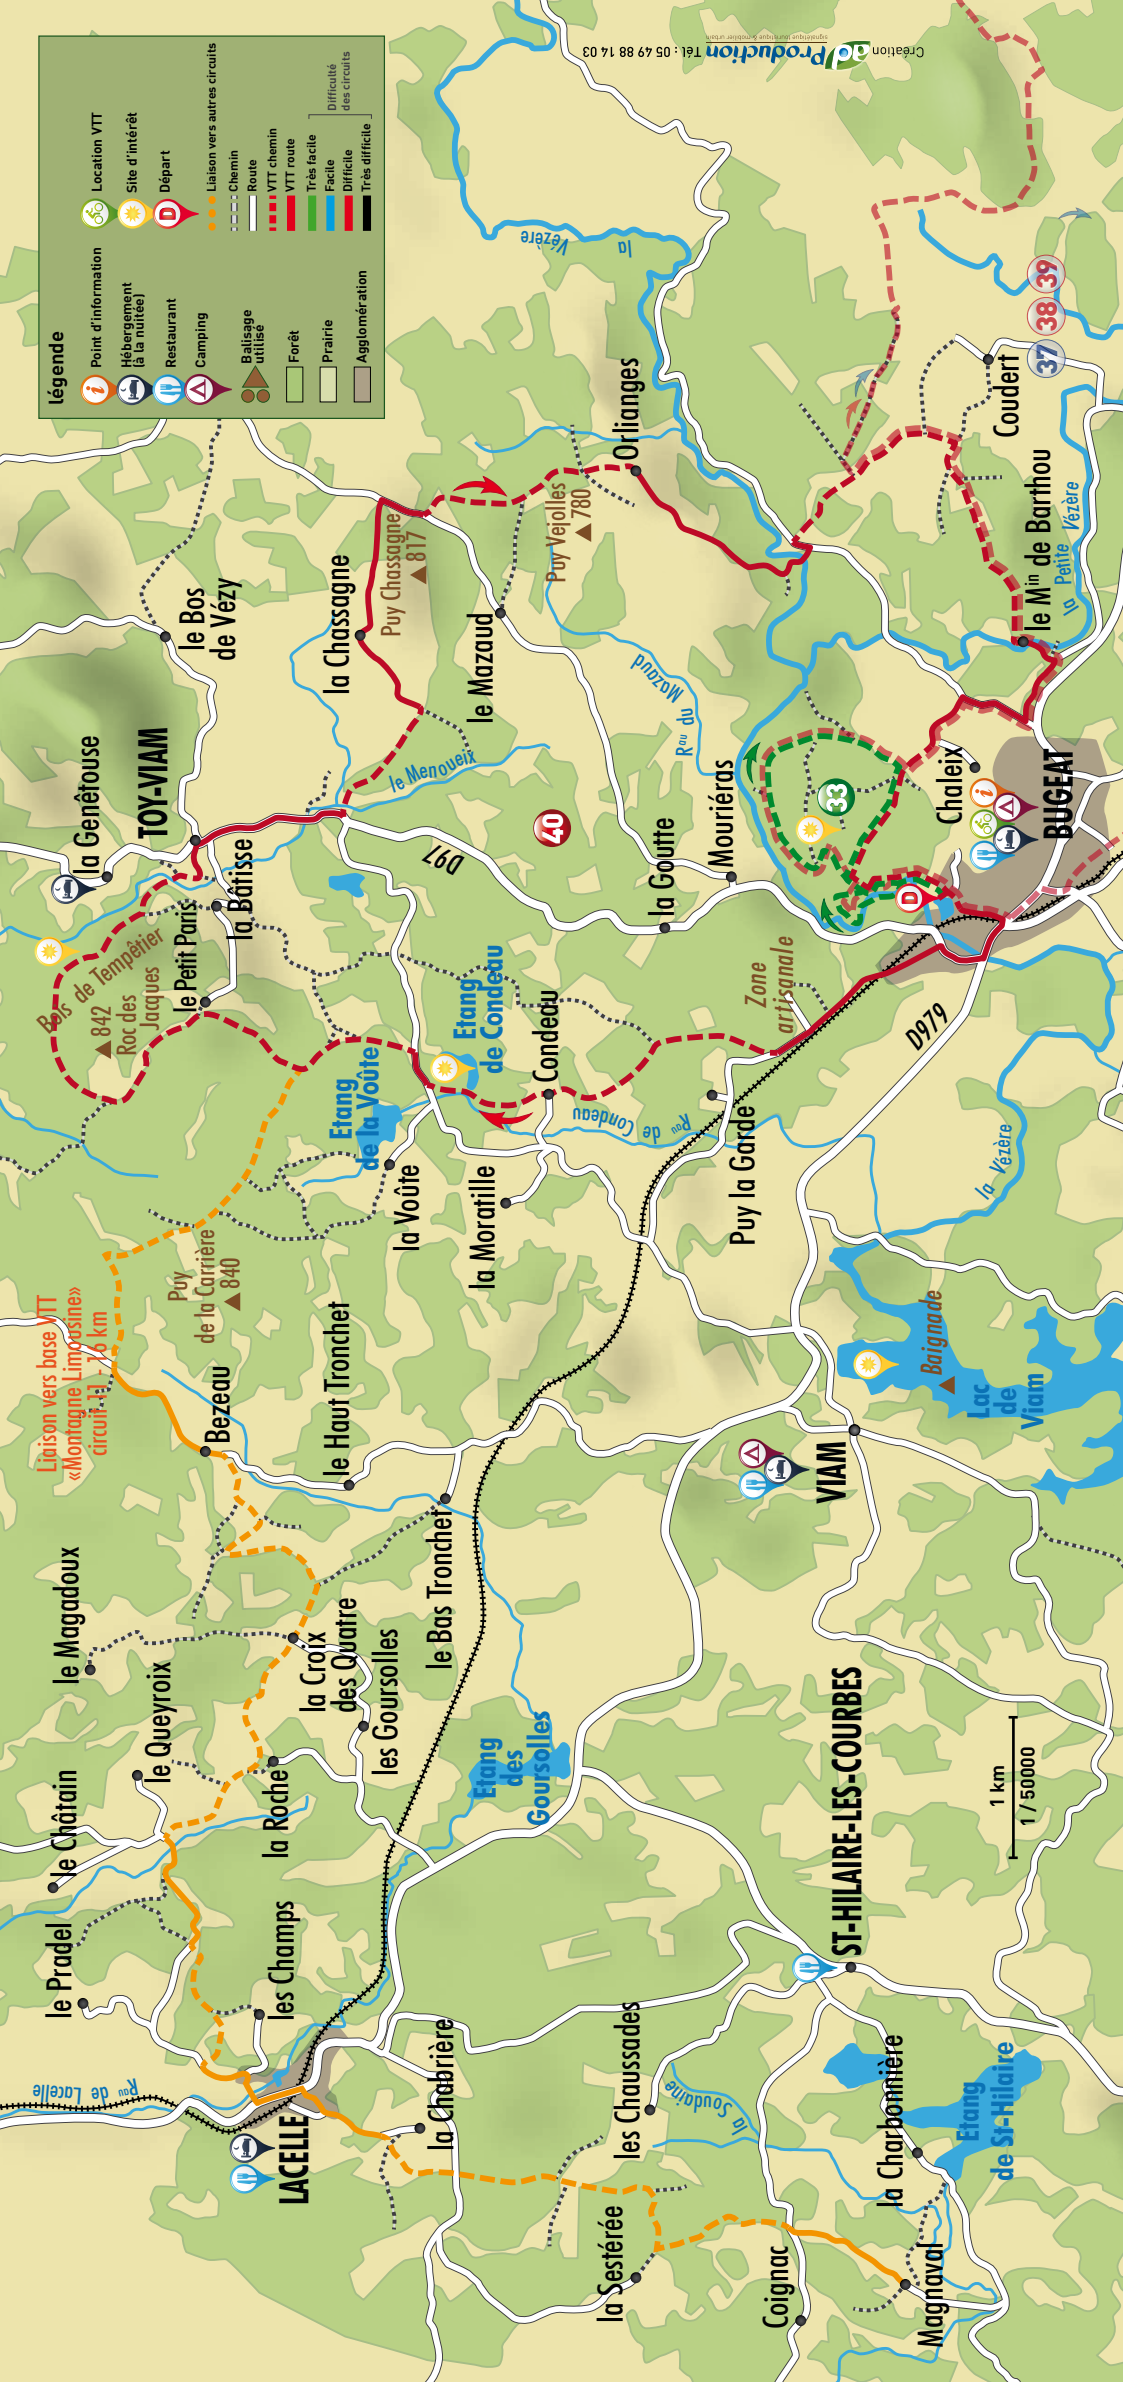 légende
Point d'information
Hébergement
(à la nuitée)
Restaurant
Camping
Balisage
utilisé
Forêt
Prairie
Agglomération
Location VTT
Site d'intérêt
Départ
D
Liaison vers autres circuits
Chemin
Route
VTT chemin
VTT route
Très facile
Facile
Difficile
Très difficile
Difficulté
des circuits
Liaison vers base VTT
«Montagne Limousine»
circuit 11 - 16 km
le Pradel
le Châtain
le Queyroix
le Magadoux
Bezeau
Puy
de la Carrière
840
Bois de Tempêtier
842
Roc des
Jaques
le Petit Paris
la Bâtisse
la Genêtouse
TOY-VIAM
le Bos
de Vézy
Rau de Lacelle
LACELLE
les Champs
la Roche
la Croix
des Quatre
les Goursolles
le Haut Tronchet
le Bas Tronchet
Etang
de la Voûte
la Voûte
la Moratille
Etang
de Condeau
Condeau
Rau de Condeau
la Chassagne
Puy Chassagne
817
le Menoueix
le Mazaud
D97
40
Puy Vejolles
780
Orlianges
la Vézère
Rau du Mazaud
la Goutte
Mouriéras
la Chabrière
Etang
des
Goursolles
la Sestérée
les Chaussades
la Soudaine
Coignac
Magnaval
la Charbonnière
Etang
de St-Hilaire
ST-HILAIRE-LES-COURBES
VIAM
Lac
de
Viam
Baignade
Puy la Garde
Zone
artisanale
D979
la Vézère
33
D
Chaleix
BUGEAT
le Min de Barthou
la Petite Vézère
Coudert
37
38
39
1 km
1 / 50000
Création
adProduction
signalétique touristique & mobilier urbain
Tél : 05 49 88 14 03